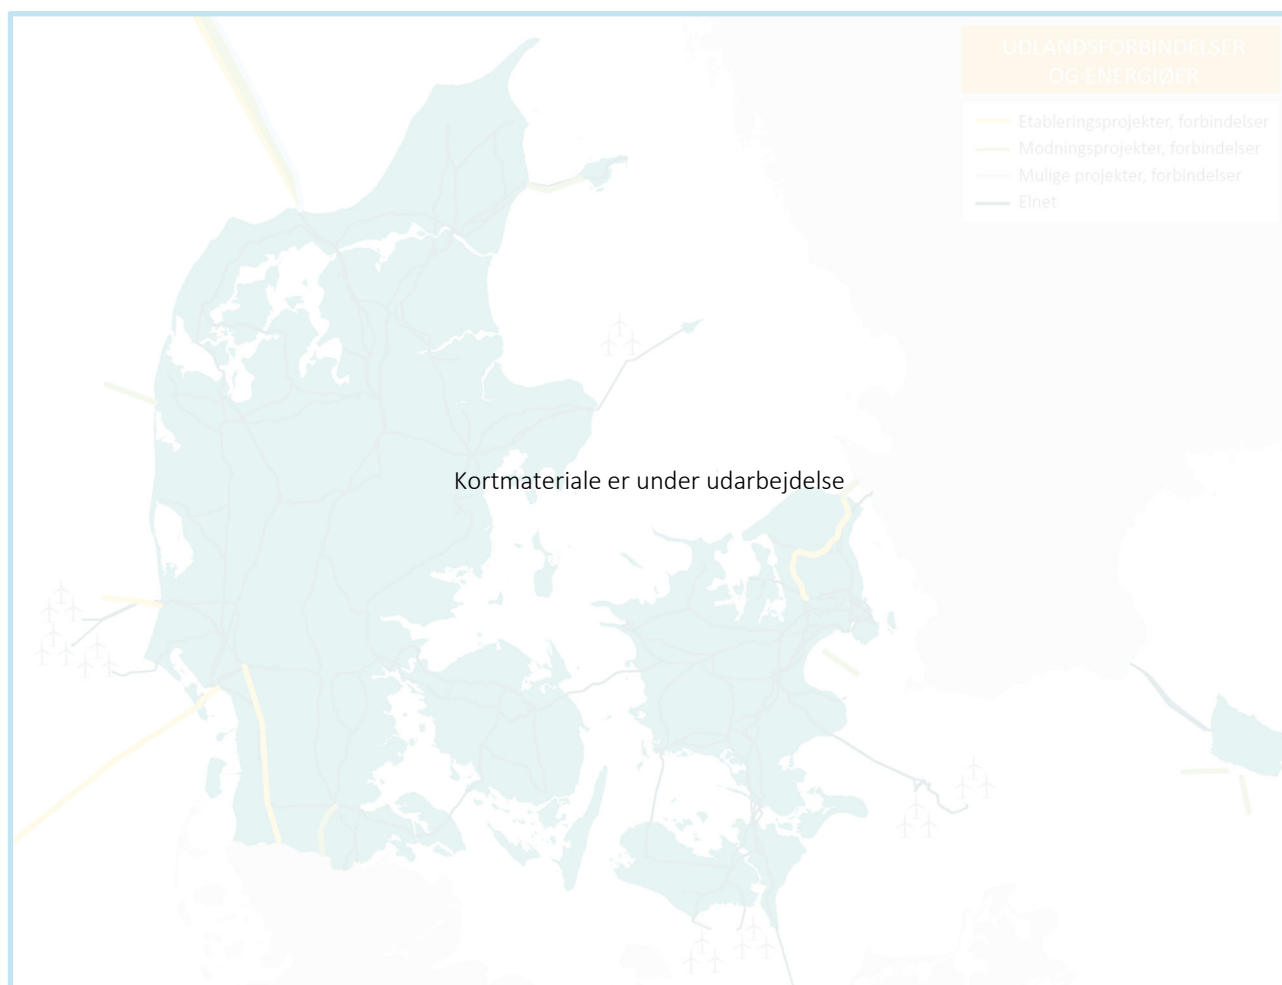 UDLANDSFORBINDELSER
OG ENERGIØER
Etableringsprojekter, forbindelser
Modningsprojekter, forbindelser
Mulige projekter, forbindelser
Elnet
Kortmateriale er under udarbejdelse